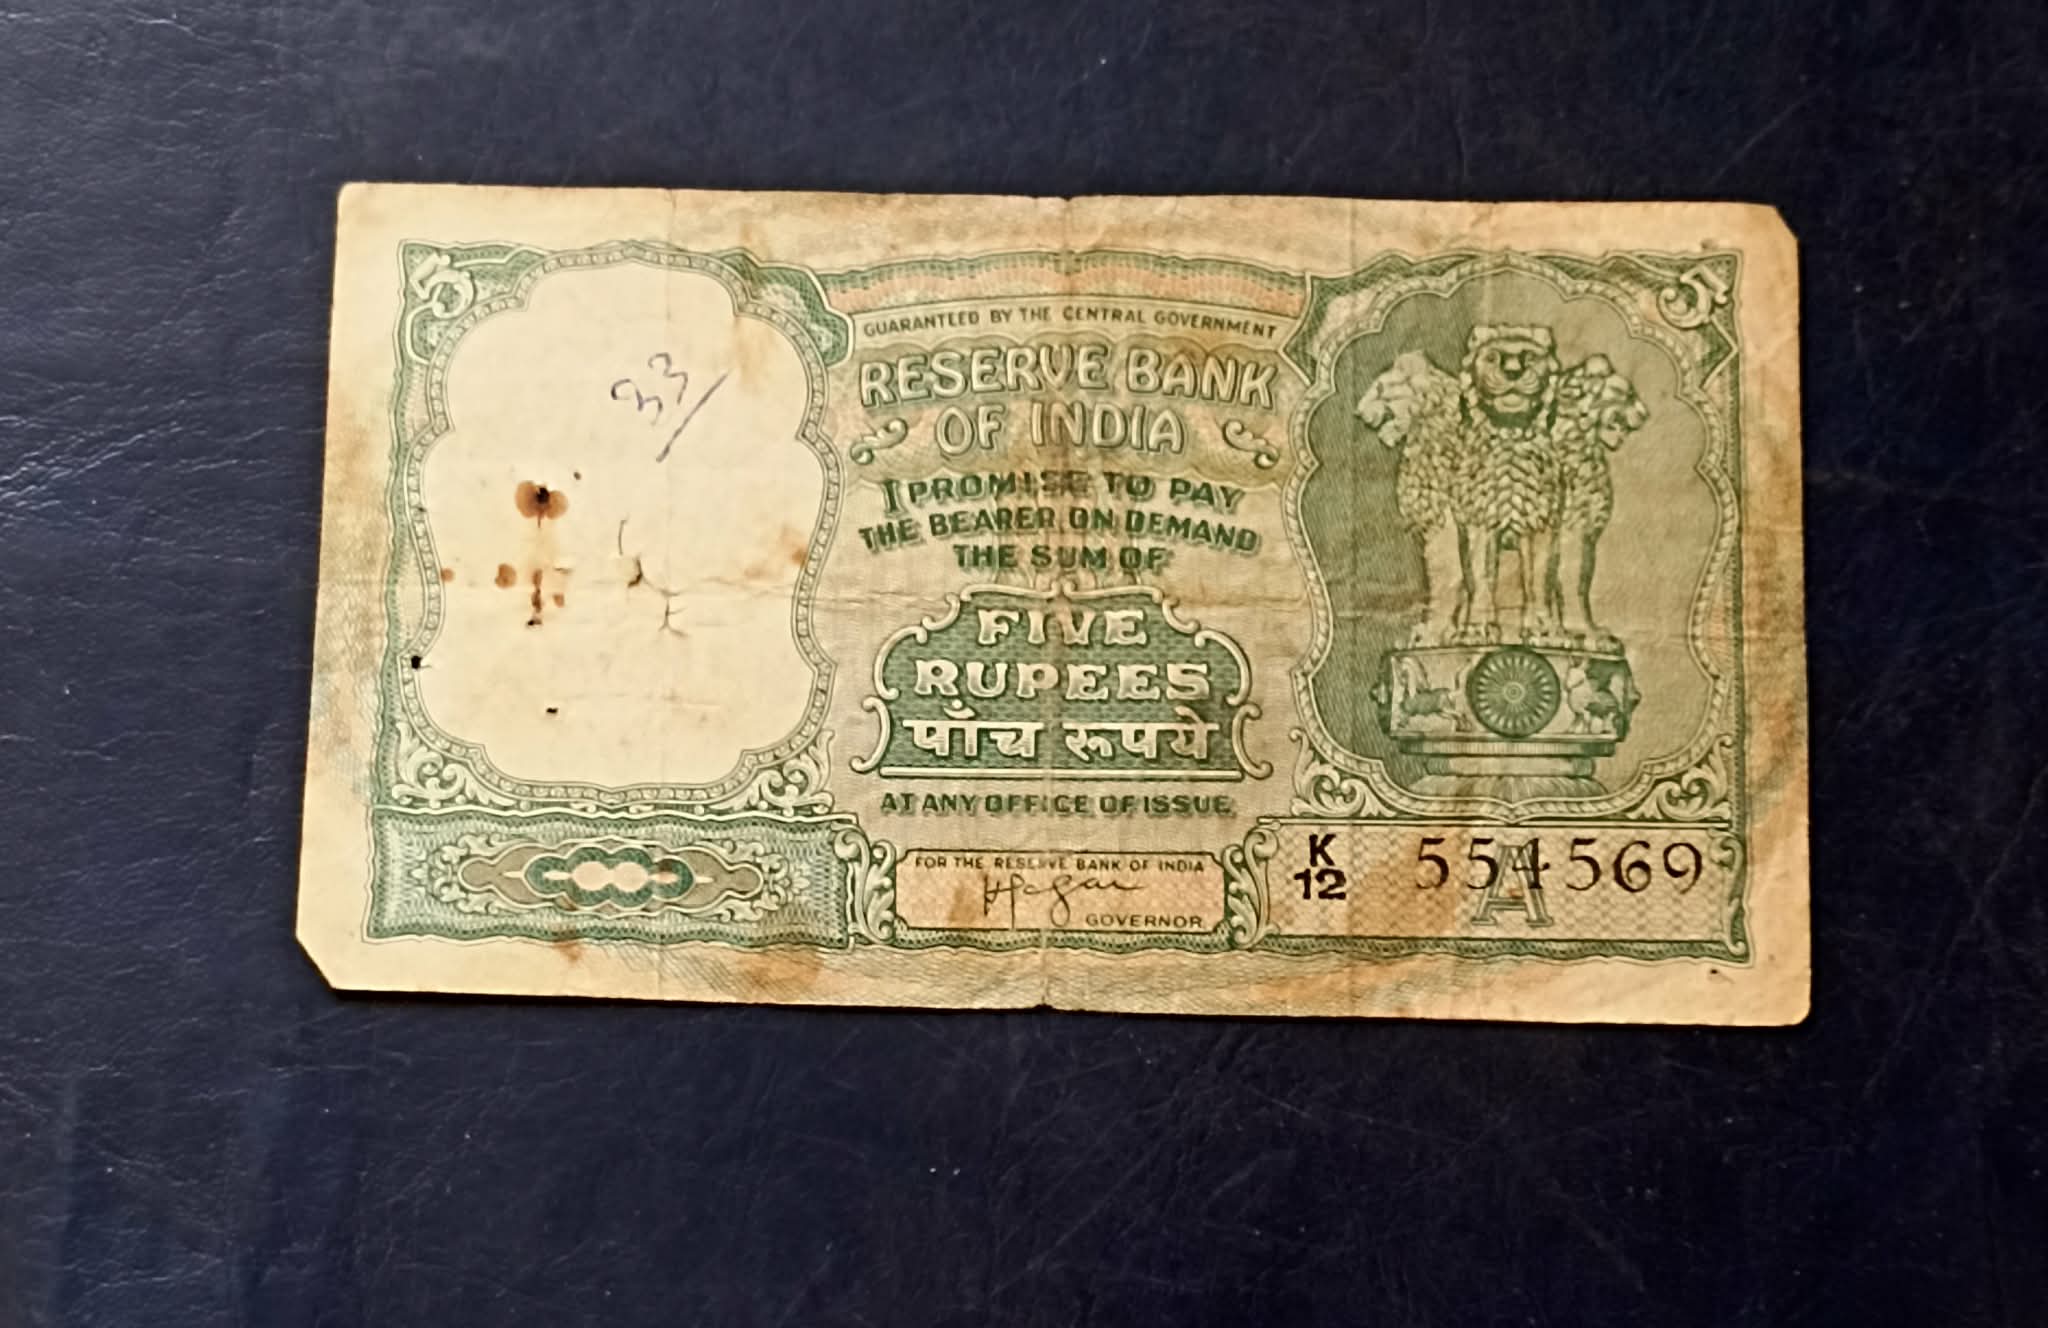 5
5
33/
GUARANTEED BY THE CENTRAL GOVERNMENT
RESERVE BANK
OF INDIA
I PROMISE TO PAY
THE BEARER ON DEMAND
THE SUM OF
FIVE
RUPEES
पाँच रूपये
AT ANY OFFICE OF ISSUE
FOR THE RESERVE BANK OF INDIA
GOVERNOR
K
12 554569
A